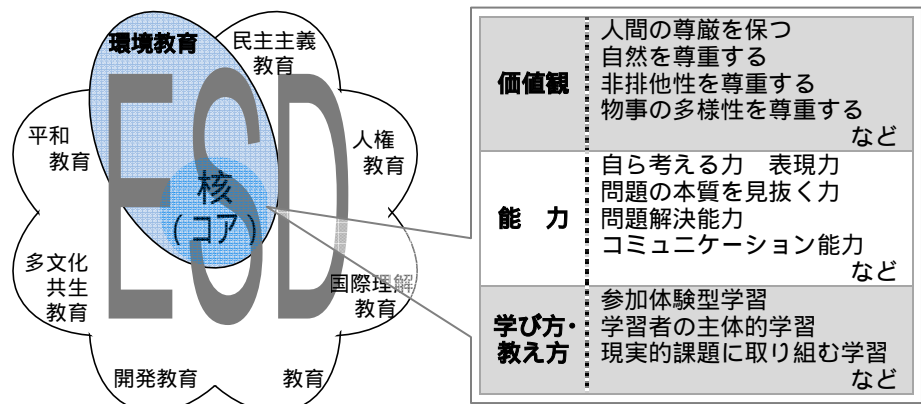 環境教育
民主主義
教育
平和
教育
人権
教育
ESD
核
（コア）
多文化
共生
教育
国際理解
教育
開発教育
教育
価値観
人間の尊厳を保つ
自然を尊重する
非排他性を尊重する
物事の多様性を尊重する
など
能　力
自ら考える力　表現力
問題の本質を見抜く力
問題解決能力
コミュニケーション能力
など
学び方・
教え方
参加体験型学習
学習者の主体的学習
現実的課題に取り組む学習
など